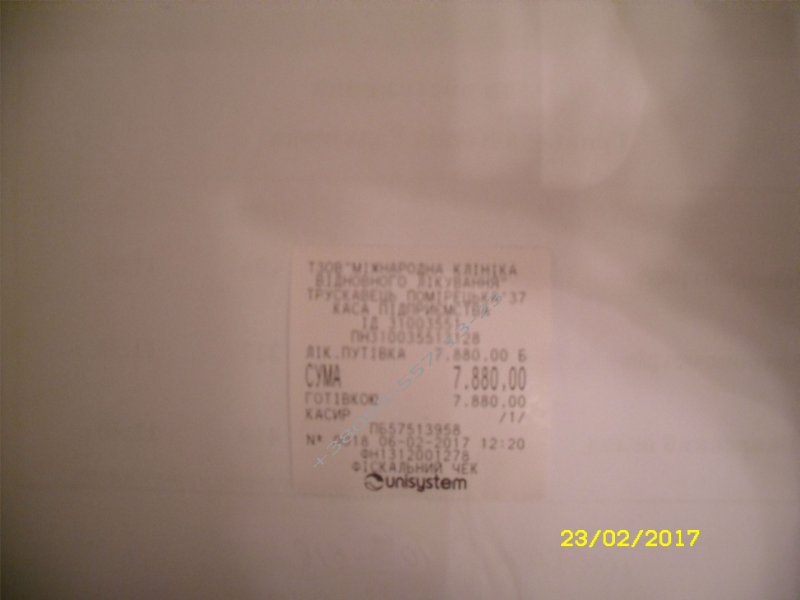 ТЗОВ"МІЖНАРОДНА КЛІНІКА
ВІДНОВНОГО ЛІКУВАННЯ"
ТРУСКАВЕЦЬ ПОМІРЕЦЬКА 37
КАСА ПІДПРИЄМСТВА
ІД 31003551
ЛІК.ПУТІВКА 7.880,00 Б
СУМА 7.880,00
ГОТІВКОЮ 7.880,00
КАСИР /1/
ПБ57513958
N° 06-02-2017 12:20
ФН1312001278
ФІСКАЛЬНИЙ ЧЕК
unisystem
23/02/2017